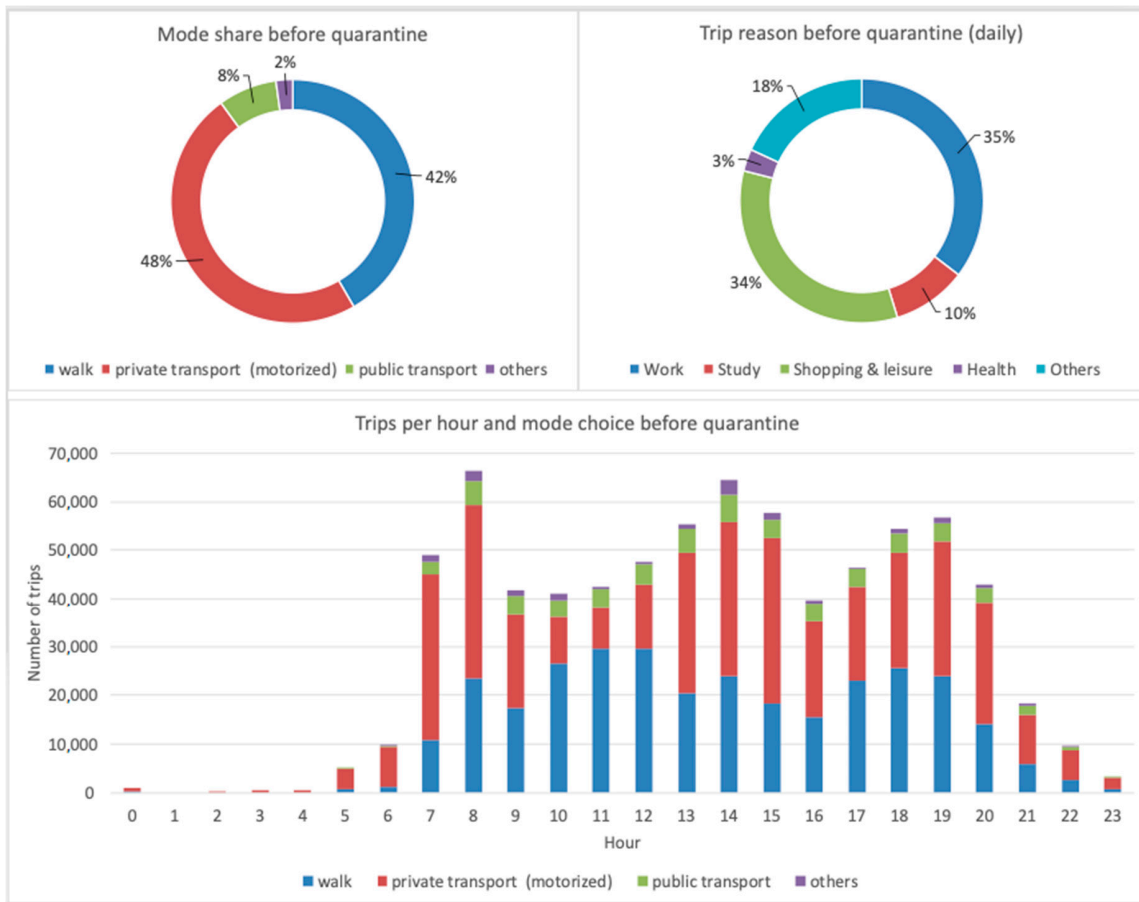 Mode share before quarantine
2%
8%
42%
48%
walk private transport (motorized) public transport others
Trip reason before quarantine (daily)
18%
35%
3%
34%
10%
Work Study Shopping & leisure Health Others
Trips per hour and mode choice before quarantine
70,000
60,000
50,000
40,000
30,000
20,000
10,000
0
Number of trips
0 1 2 3 4 5 6 7 8 9 10 11 12 13 14 15 16 17 18 19 20 21 22 23
Hour
walk private transport (motorized) public transport others